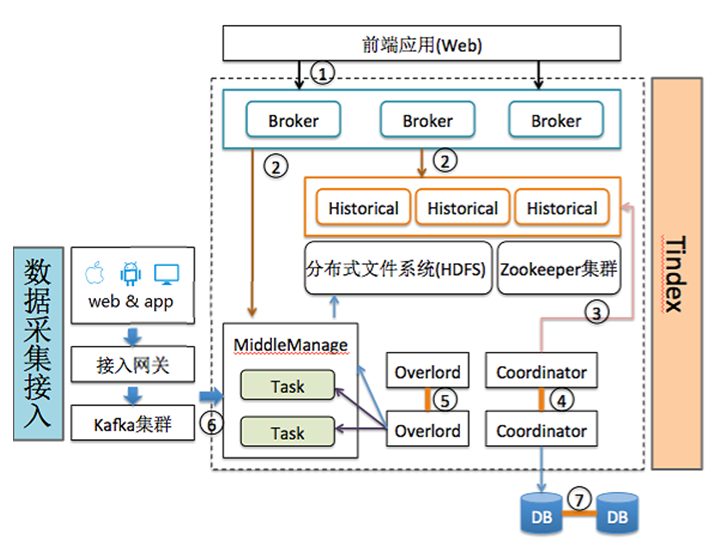 前端应用(Web)
①
Broker
Broker
Broker
②
②
Historical
Historical
Historical
分布式文件系统(HDFS)
Zookeeper集群
③
Tindex
数据采集接入
web & app
接入网关
Kafka集群
⑥
MiddleManage
Task
Task
Overlord
⑤
Overlord
Coordinator
④
Coordinator
DB
⑦
DB